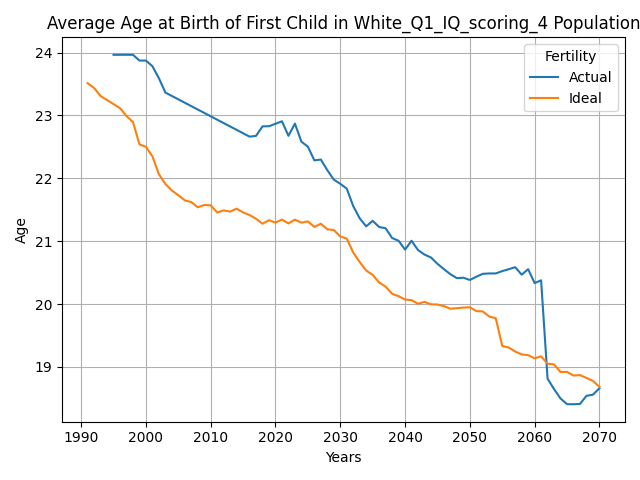 Average Age at Birth of First Child in White_Q1_IQ_scoring_4 Population
Fertility
Actual
Ideal
Age
24
23
22
21
20
19
1990 2000 2010 2020 2030 2040 2050 2060 2070
Years